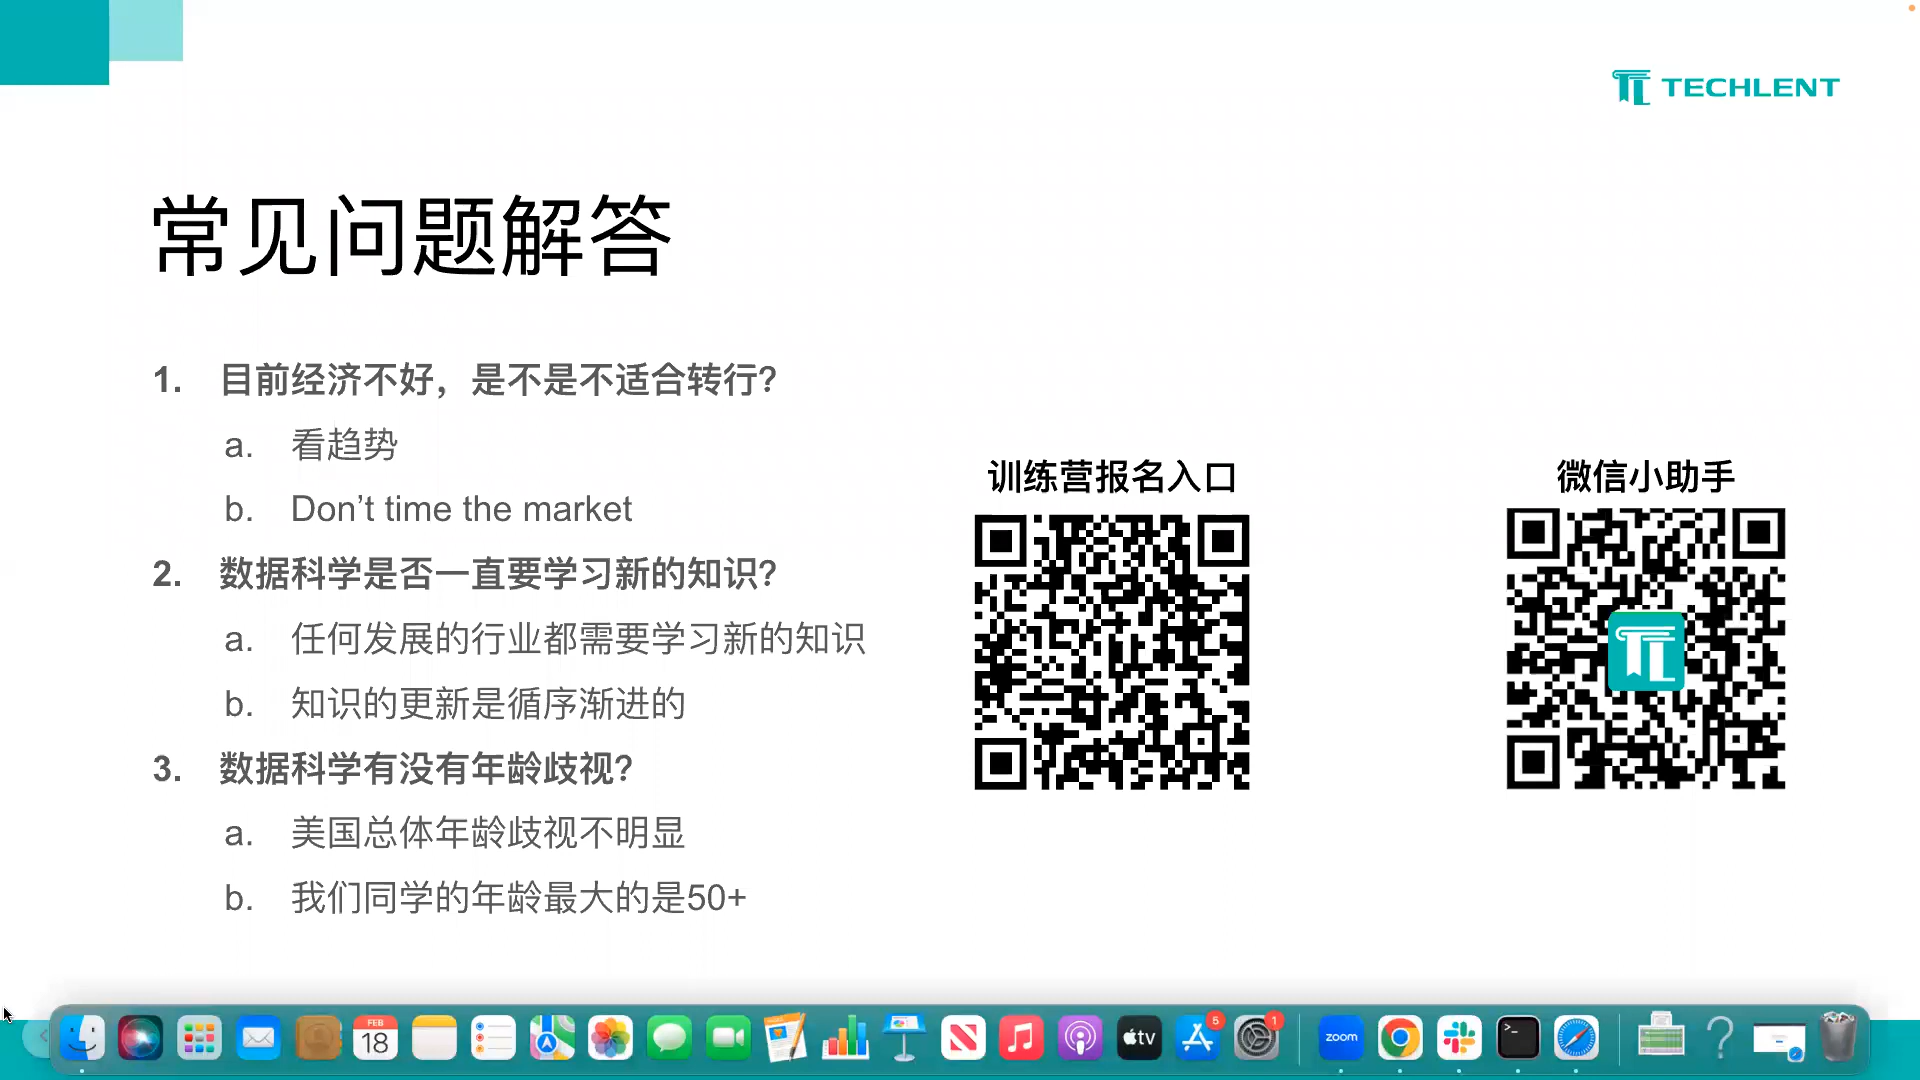 TECHLENT
常见问题解答
1. 目前经济不好，是不是不适合转行?
a. 看趋势
b. Don’t time the market
2. 数据科学是否一直要学习新的知识?
a. 任何发展的行业都需要学习新的知识
b. 知识的更新是循序渐进的
3. 数据科学有没有年龄歧视?
a. 美国总体年龄歧视不明显
b. 我们同学的年龄最大的是50+
训练营报名入口
微信小助手
FEB
18
tv
5
1
zoom